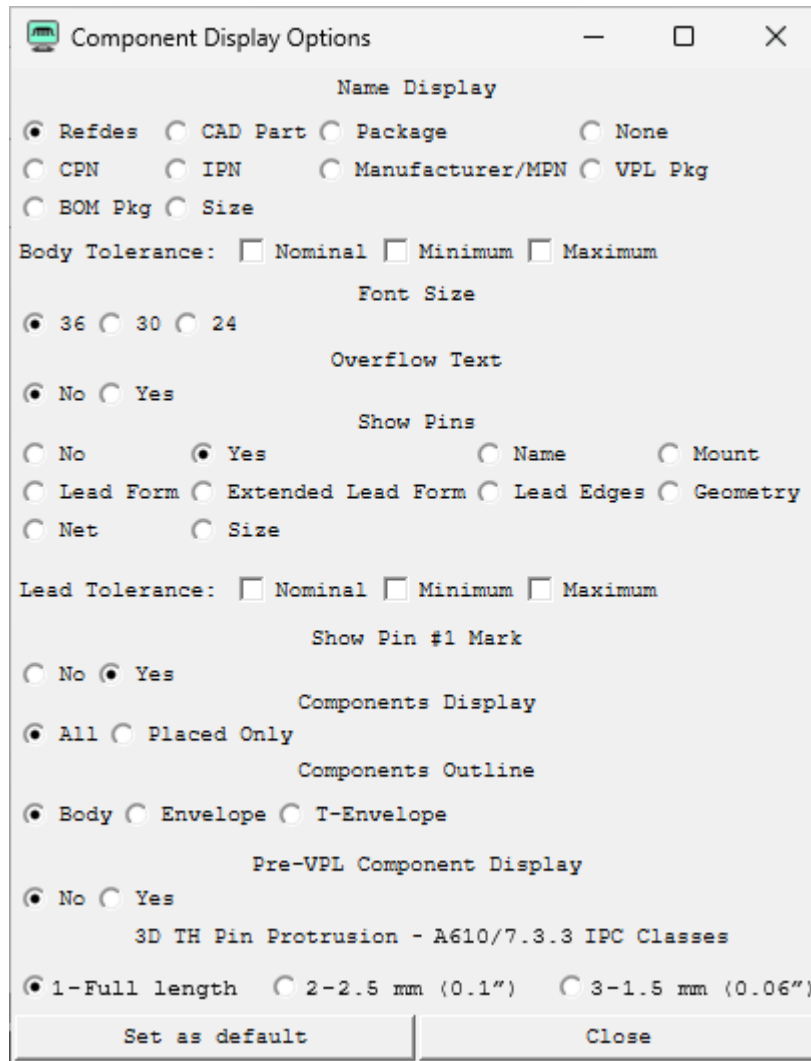 Component Display Options
Name Display
Refdes CAD Part Package None
CPN IPN Manufacturer/MPN VPL Pkg
BOM Pkg Size
Body Tolerance: Nominal Minimum Maximum
Font Size
36 30 24
Overflow Text
No Yes
Show Pins
No Yes Name Mount
Lead Form Extended Lead Form Lead Edges Geometry
Net Size
Lead Tolerance: Nominal Minimum Maximum
Show Pin #1 Mark
No Yes
Components Display
All Placed Only
Components Outline
Body Envelope T-Envelope
Pre-VPL Component Display
No Yes
3D TH Pin Protrusion - A610/7.3.3 IPC Classes
1-Full length 2-2.5 mm (0.1") 3-1.5 mm (0.06")
Set as default Close